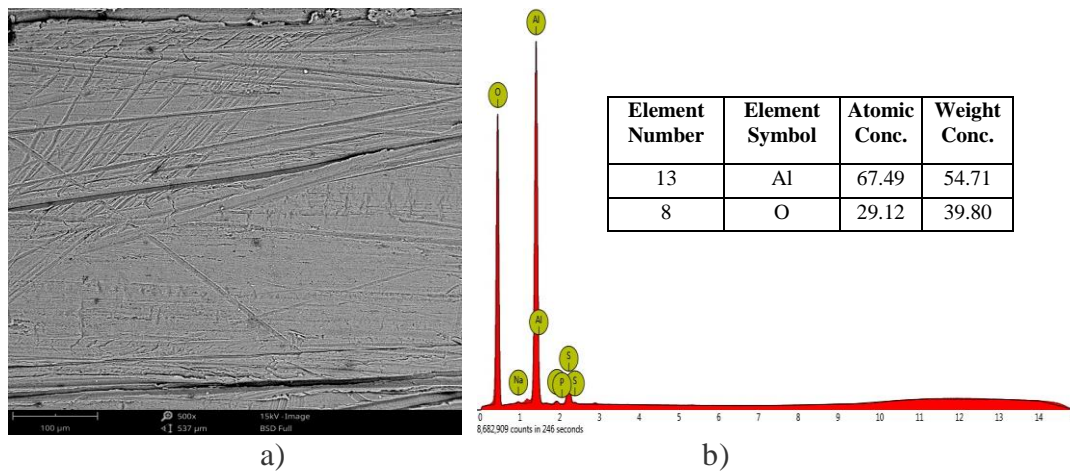 100 µm
500x
537 µm
15kV - Image
BSD Full
a)
Al
O
Al
Na
P
S
S
0 1 2 3 4 5 6 7 8 9 10 11 12 13 14
8,682,909 counts in 246 seconds
Element Number Element Symbol Atomic Conc. Weight Conc.
13 Al 67.49 54.71
8 O 29.12 39.80
b)